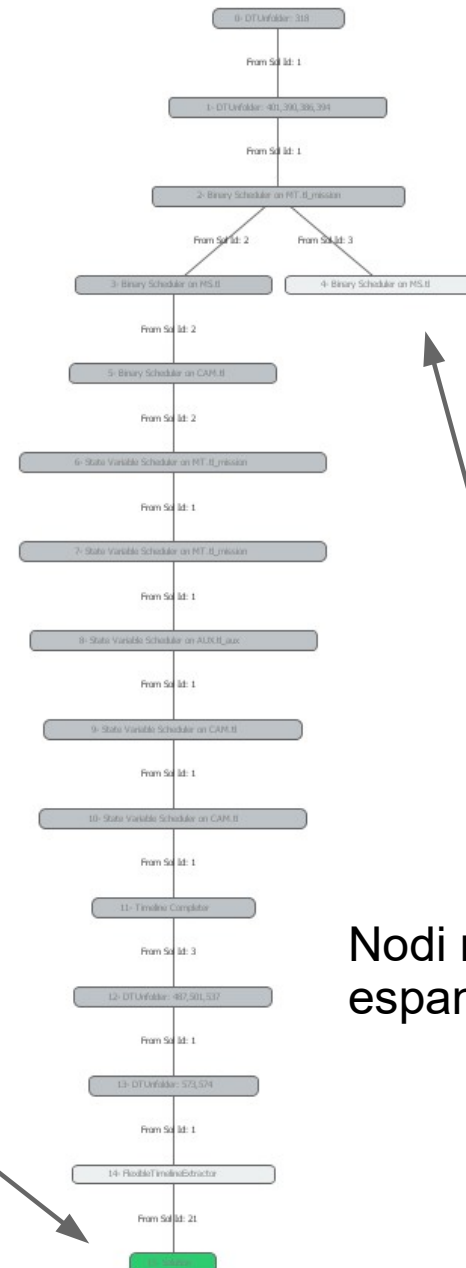 0- DTUnfolder: 318
From Sol Id: 1
1- DTUnfolder: 401,390,386,394
From Sol Id: 1
2- Binary Scheduler on MT.tl_mission
From Sol Id: 2 From Sol Id: 3
3- Binary Scheduler on MS.tl 4- Binary Scheduler on MS.tl
From Sol Id: 2
5- Binary Scheduler on CAM.tl
From Sol Id: 2
6- State Variable Scheduler on MT.tl_mission
From Sol Id: 1
7- State Variable Scheduler on MT.tl_mission
From Sol Id: 1
8- State Variable Scheduler on AUX.tl_aux
From Sol Id: 1
9- State Variable Scheduler on CAM.tl
From Sol Id: 1
10- State Variable Scheduler on CAM.tl
From Sol Id: 1
11- Timeline Completer
From Sol Id: 3
12- DTUnfolder: 487,501,537
From Sol Id: 1
13- DTUnfolder: 573,574
From Sol Id: 1
14- FlexibleTimelineExtractor
From Sol Id: 21
Nodi
espan